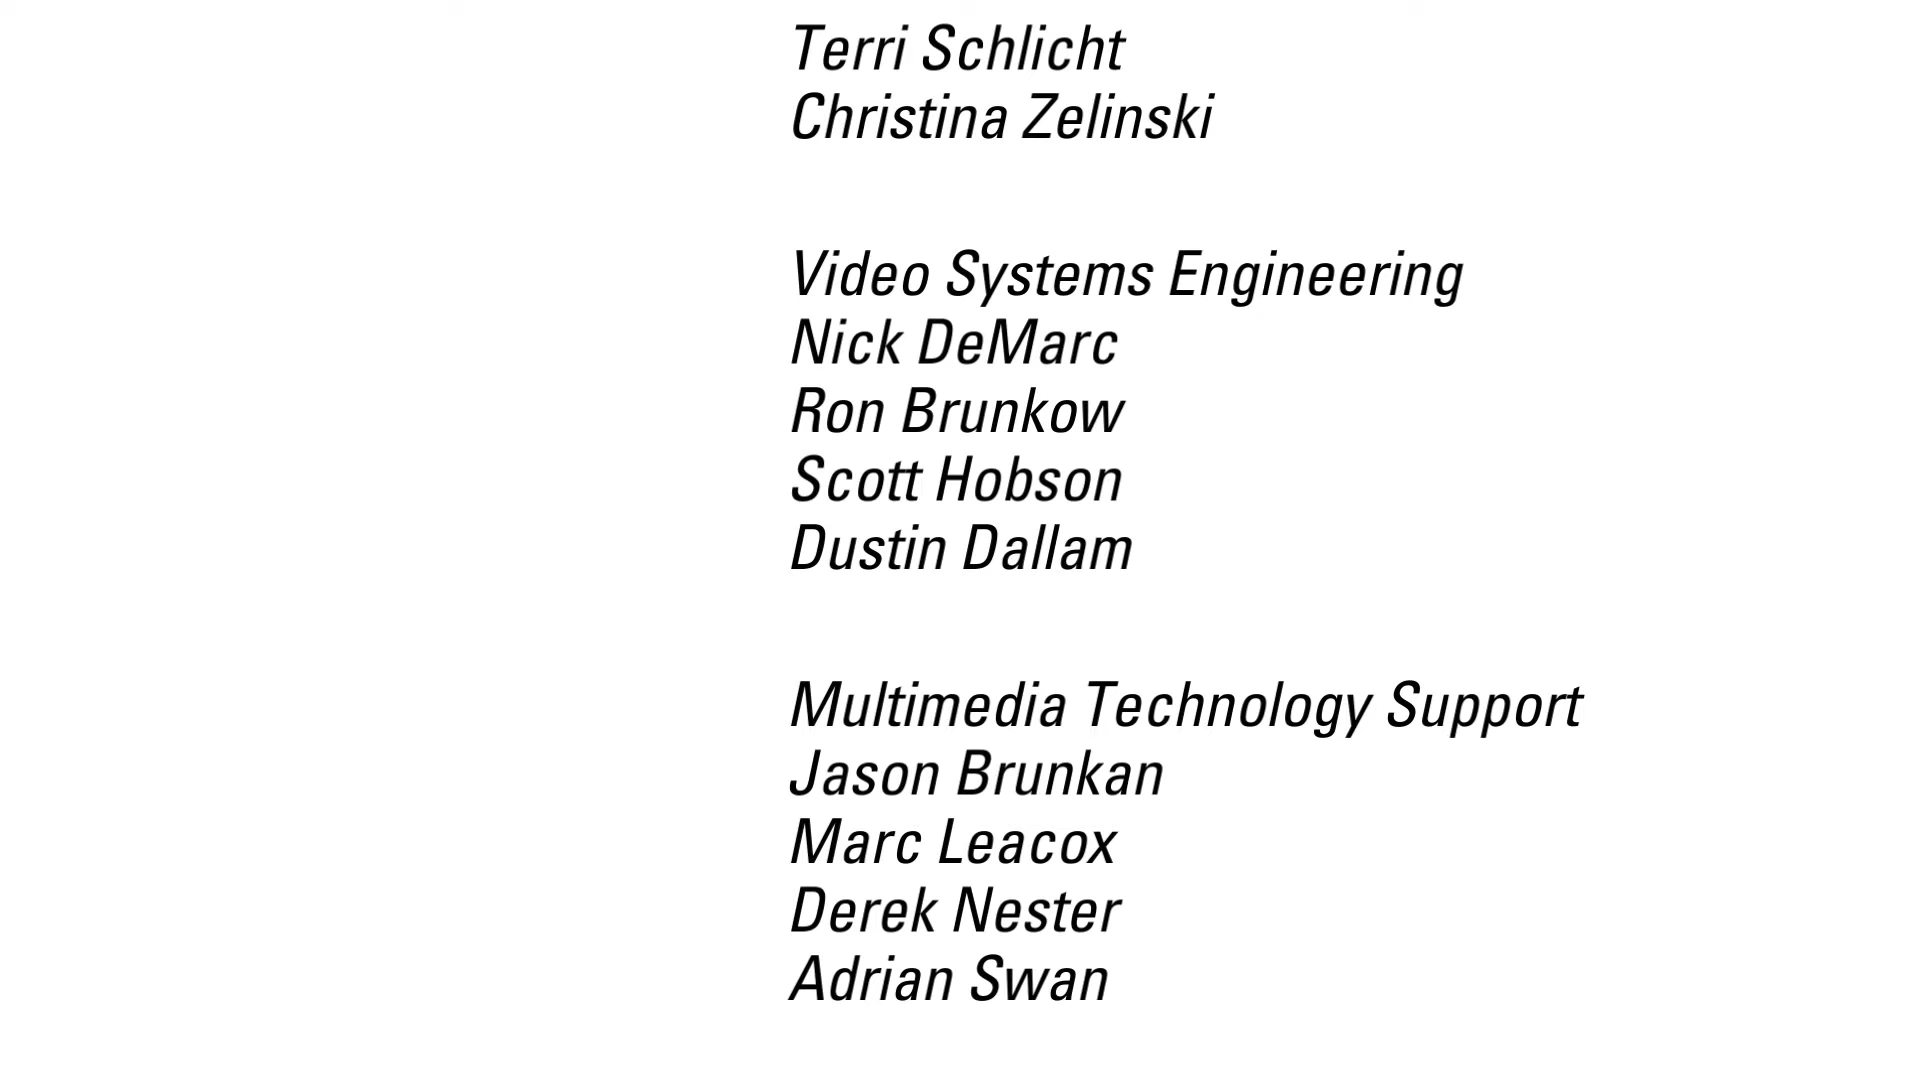 Terri Schlicht
Christina Zelinski
Video Systems Engineering
Nick DeMarc
Ron Brunkow
Scott Hobson
Dustin Dallam
Multimedia Technology Support
Jason Brunkan
Marc Leacox
Derek Nester
Adrian Swan